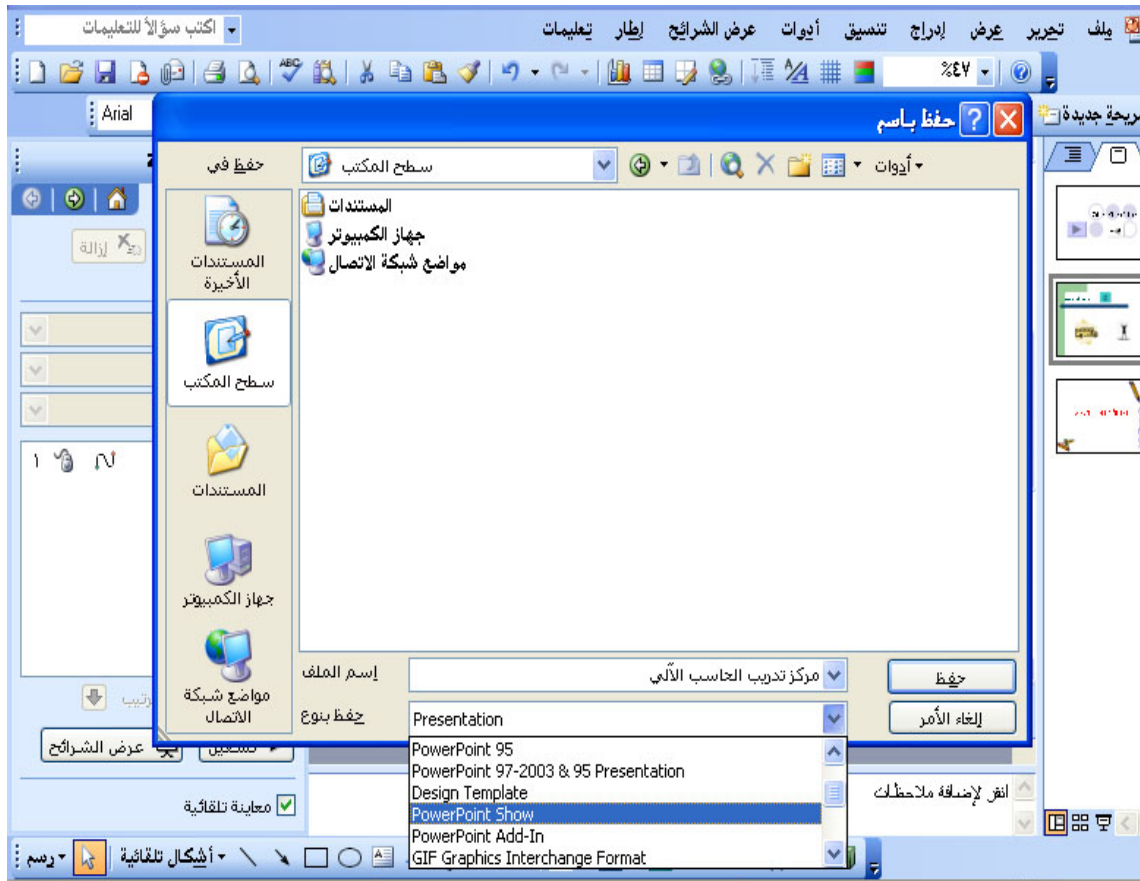 ملف تحرير عرض إدراج تنسيق أدوات عرض الشرائح إطار تعليمات
اكتب سؤالاً للتعليمات
%٤٧
Arial
ريحة جديدة
حفظ باسم
حفظ في
سطح المكتب
أدوات
المستندات الأخيرة
سطح المكتب
المستندات
جهاز الكمبيوتر
مواضع شبكة الاتصال
المستندات
جهاز الكمبيوتر
مواضع شبكة الاتصال
إسم الملف
مركز تدريب الحاسب الآلي
حفظ
حفظ بنوع
Presentation
إلغاء الأمر
PowerPoint 95
PowerPoint 97-2003 & 95 Presentation
Design Template
PowerPoint Show
PowerPoint Add-In
GIF Graphics Interchange Format
إزالة
١
عرض الشرائح
معاينة تلقائية
انقر لإضافة ملاحظات
رسم
أشكال تلقائية